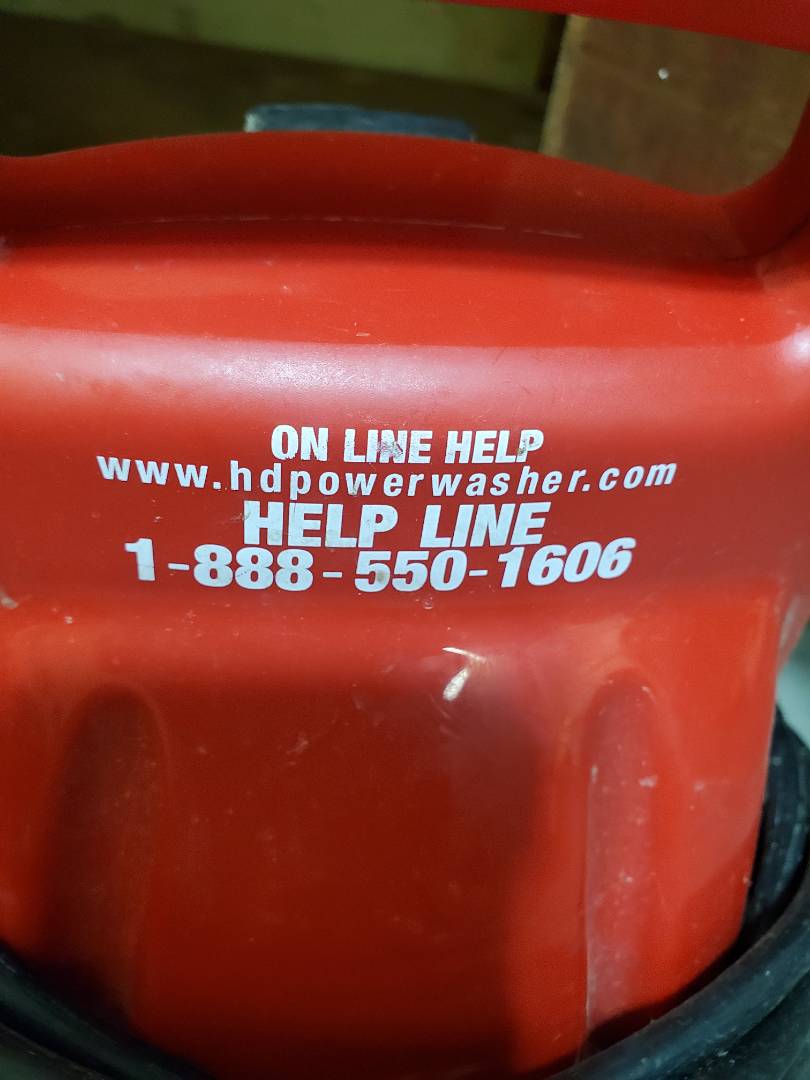 ON LINE HELP
www.hdpowerwasher.com
HELP LINE
1-888-550-1606